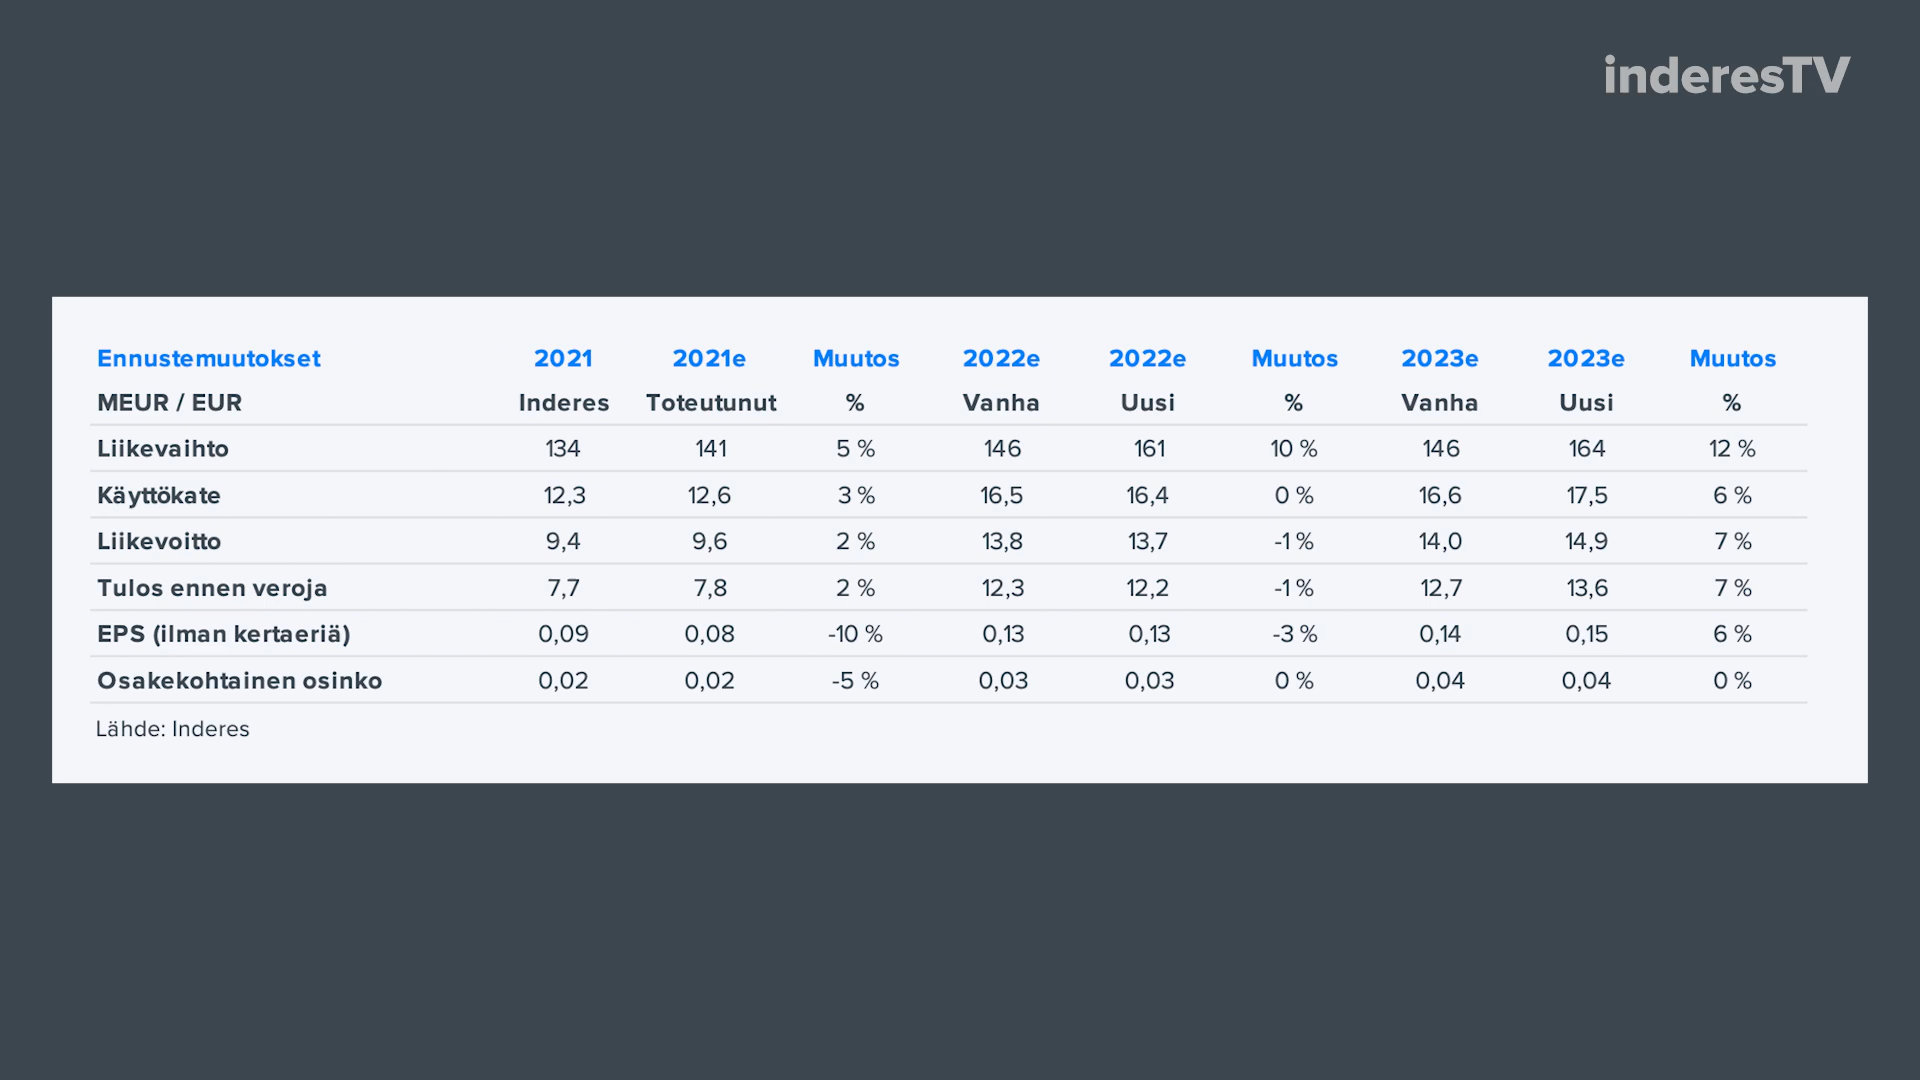 inderesTV
Ennustemuutokset 2021 2021e Muutos 2022e 2022e Muutos 2023e 2023e Muutos
MEUR / EUR Inderes Toteutunut % Vanha Uusi % Vanha Uusi %
Liikevaihto 134 141 5 % 146 161 10 % 146 164 12 %
Käyttökate 12,3 12,6 3 % 16,5 16,4 0 % 16,6 17,5 6 %
Liikevoitto 9,4 9,6 2 % 13,8 13,7 -1 % 14,0 14,9 7 %
Tulos ennen veroja 7,7 7,8 2 % 12,3 12,2 -1 % 12,7 13,6 7 %
EPS (ilman kertaeriä) 0,09 0,08 -10 % 0,13 0,13 -3 % 0,14 0,15 6 %
Osakekohtainen osinko 0,02 0,02 -5 % 0,03 0,03 0 % 0,04 0,04 0 %
Lähde: Inderes